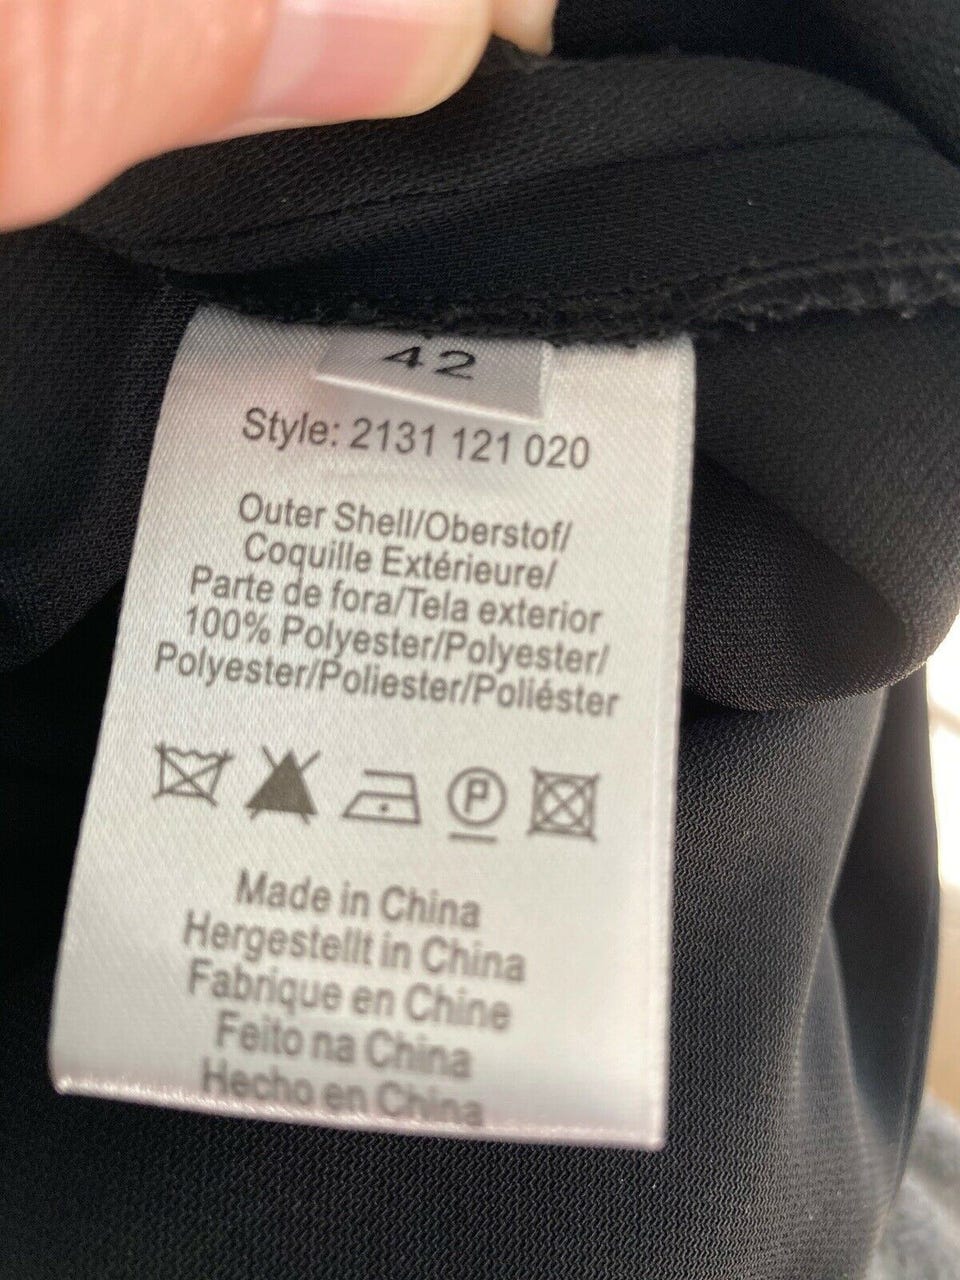 42
Style: 2131 121 020
Outer Shell/Oberstof/
Coquille Extérieure/
Parte de fora/Tela exterior
100% Polyester/Polyester/
Polyester/Poliester/Poliéster
P
Made in China
Hergestellt in China
Fabrique en Chine
Feito na China
Hecho en China